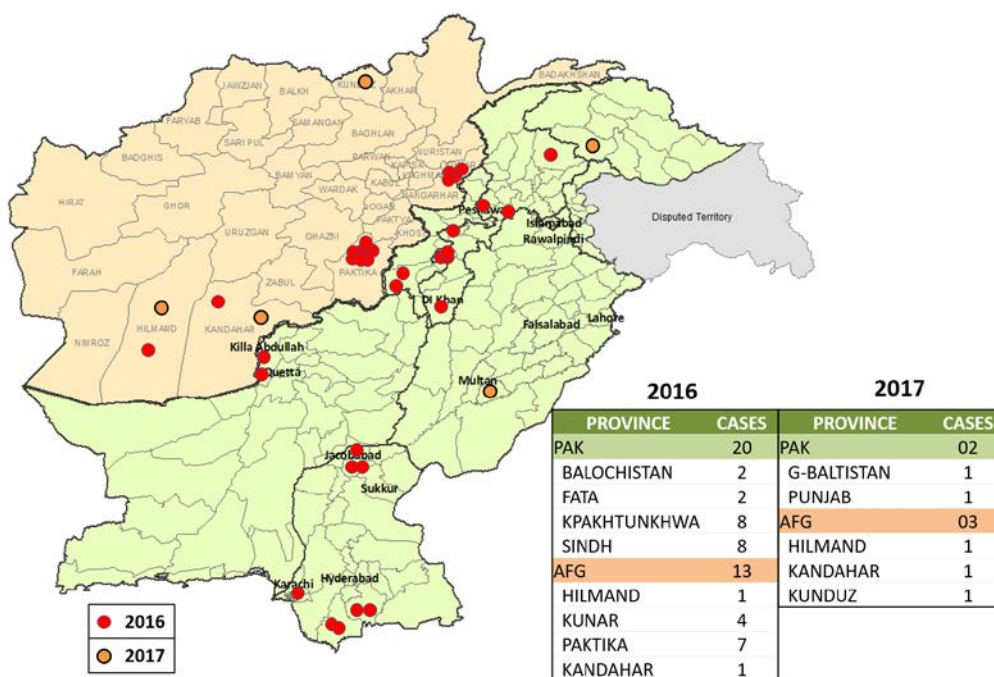 BADAKHSHAN
JAWZJAN
BALKH
TAKHAR
FARYAB
SAMANGAN
SARI PUL
BAGHLAN
BADGHIS
NURISTAN
PARWAN
BAMYAN
WARDAK
KABUL
NANGARHAR
HIRAT
GHOR
LOGAR
PAKTYA
URUZGAN
GHAZNI
KHOST
FARAH
ZABUL
PAKTIKA
HILMAND
KANDAHAR
NIMROZ
Peshawar
Islamabad
Rawalpindi
Disputed Territory
DI Khan
Faisalabad
Lahore
Killa Abdullah
Quetta
Multan
Jacobabad
Sukkur
Karachi
Hyderabad
2016
2017
2016
PROVINCE CASES
PAK 20
BALOCHISTAN 2
FATA 2
KPAKHTUNKHWA 8
SINDH 8
AFG 13
HILMAND 1
KUNAR 4
PAKTIKA 7
KANDAHAR 1
2017
PROVINCE CASES
PAK 02
G-BALTISTAN 1
PUNJAB 1
AFG 03
HILMAND 1
KANDAHAR 1
KUNDUZ 1